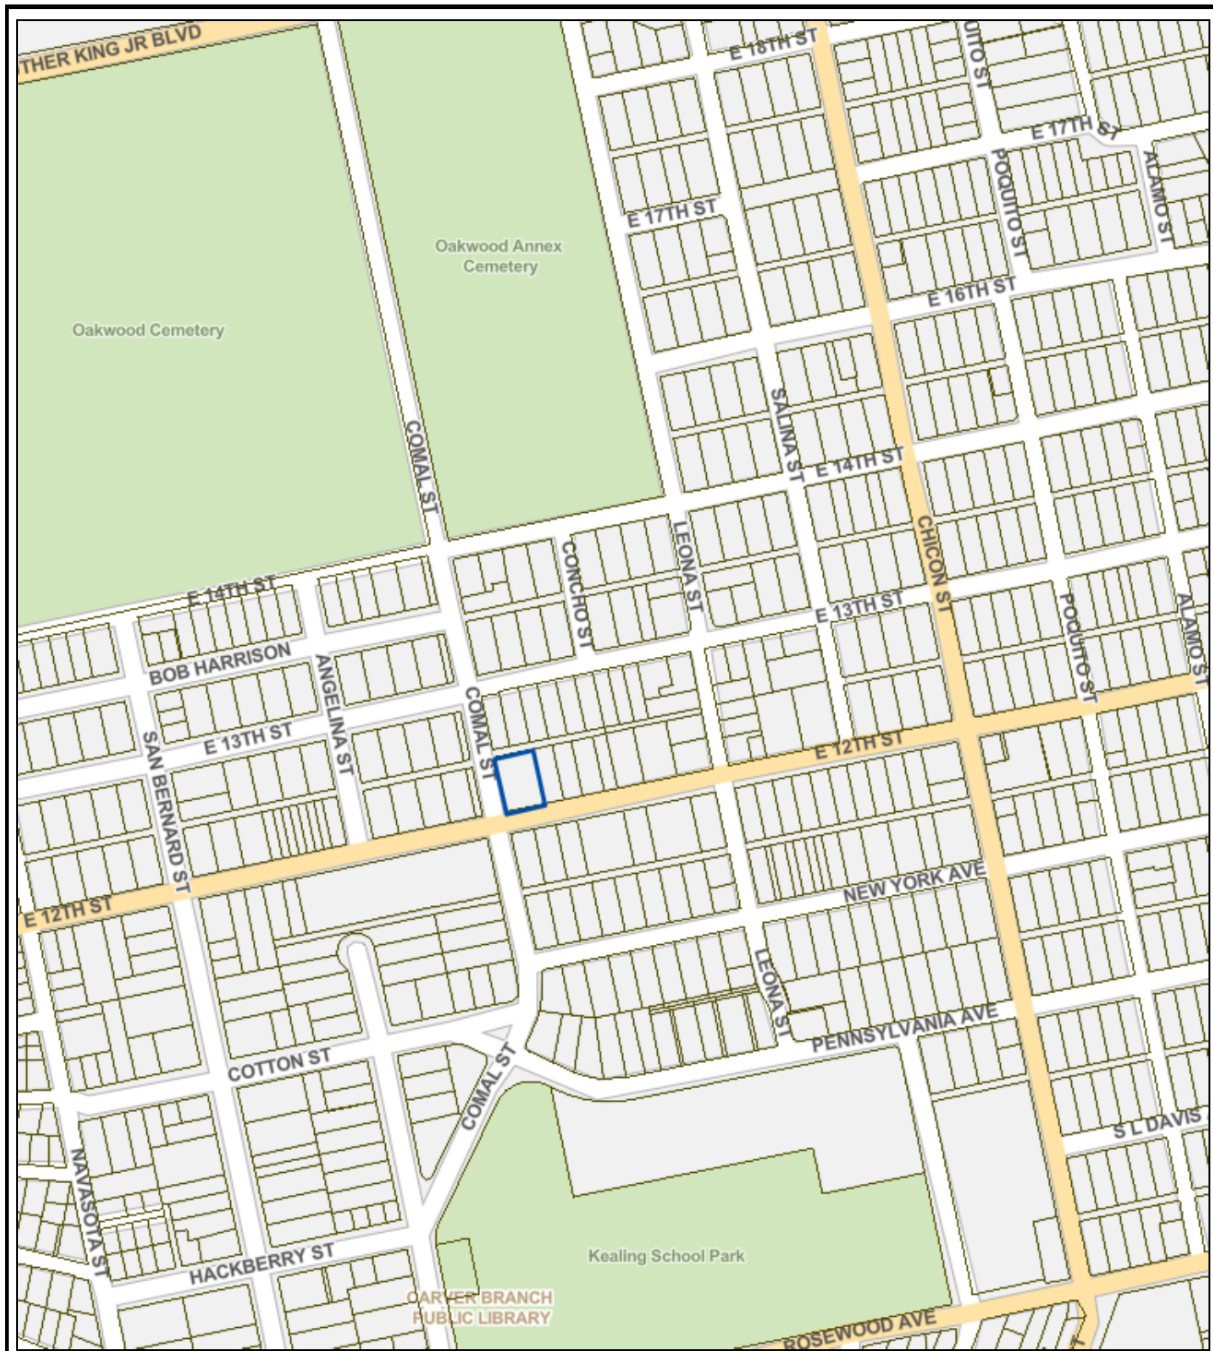 THER KING JR BLVD
E 18TH ST
UITO ST
E 17TH ST
POQUITO ST
ALAMO ST
E 17TH ST
Oakwood Annex
Cemetery
E 16TH ST
Oakwood Cemetery
COMAL ST
SALINA ST
E 14TH ST
CHICON ST
LEONA ST
CONCHO ST
E 14TH ST
E 13TH ST
POQUITO ST
ALAMO ST
BOB HARRISON
ANGELINA ST
COMAL ST
E 13TH ST
SAN BERNARD ST
E 12TH ST
NEW YORK AVE
E 12TH ST
LEONA ST
PENNSYLVANIA AVE
COTTON ST
COMAL ST
S L DAVIS
NAVASOTA ST
HACKBERRY ST
Kealing School Park
CARVER BRANCH
PUBLIC LIBRARY
ROSEWOOD AVE
T